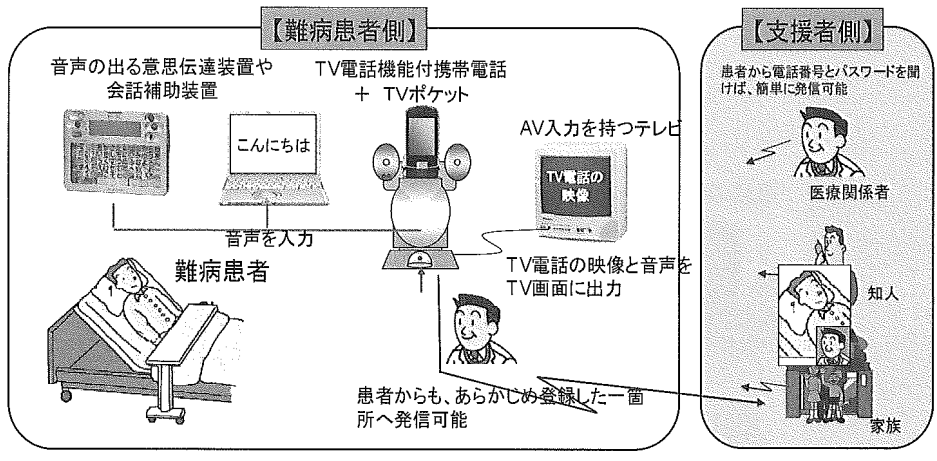 【難病患者側】
音声の出る意思伝達装置や
会話補助装置
TV電話機能付携帯電話
+ TVポケット
こんにちは
AV入力を持つテレビ
TV電話の
映像
音声を入力
TV電話の映像と音声を
TV画面に出力
難病患者
患者からも、あらかじめ登録した一箇
所へ発信可能
【支援者側】
患者から電話番号とパスワードを聞
けば、簡単に発信可能
医療関係者
知人
家族